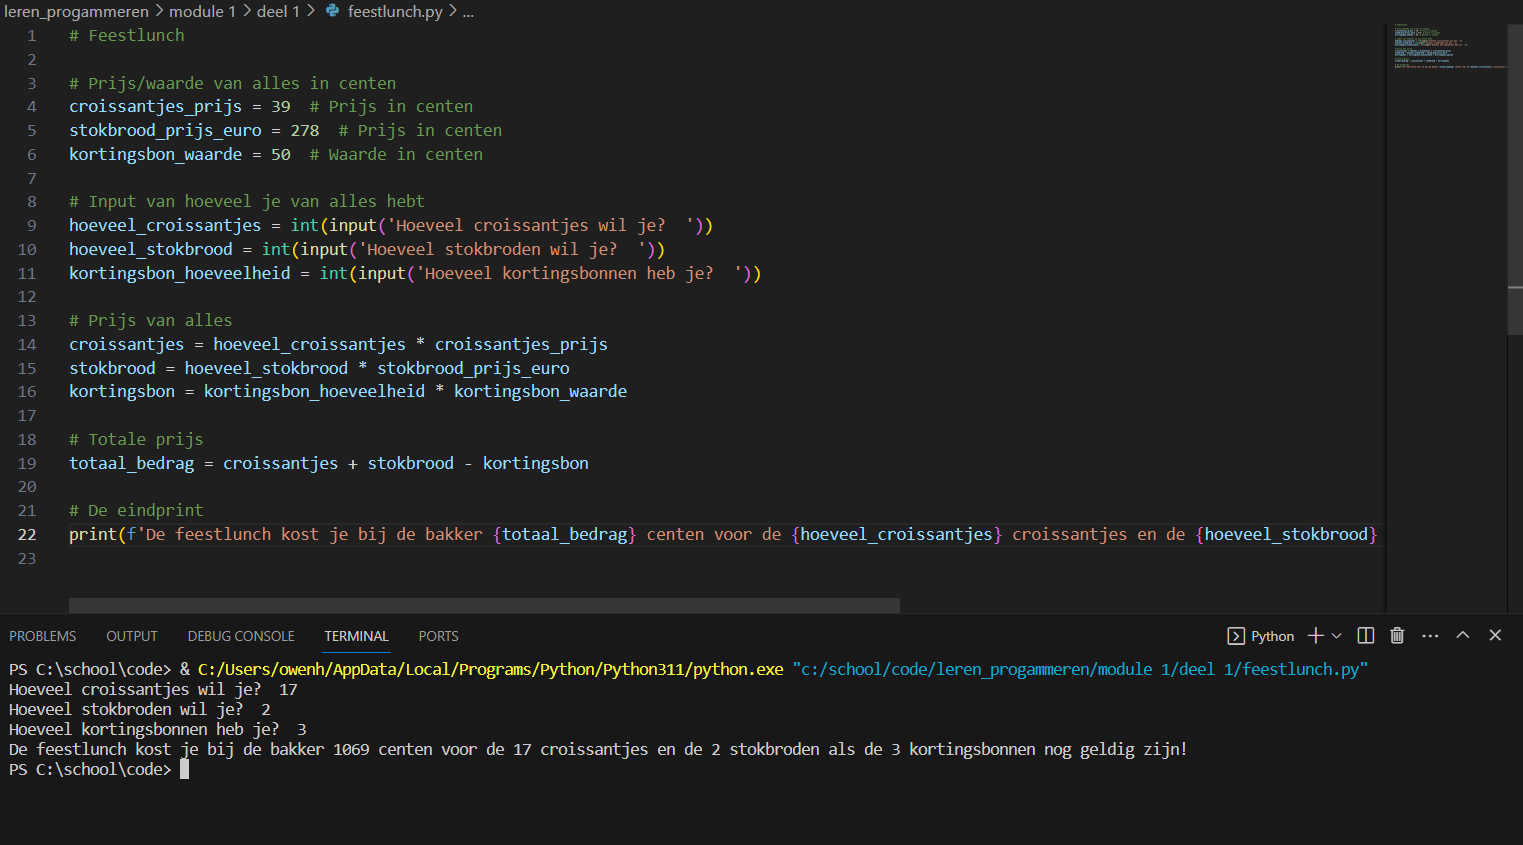 leren_progammeren > module 1 > deel 1 > feestlunch.py > ...
1 # Feestlunch
2
3 # Prijs/waarde van alles in centen
4 croissantjes_prijs = 39  # Prijs in centen
5 stokbrood_prijs_euro = 278  # Prijs in centen
6 kortingsbon_waarde = 50  # Waarde in centen
7
8 # Input van hoeveel je van alles hebt
9 hoeveel_croissantjes = int(input('Hoeveel croissantjes wil je?  '))
10 hoeveel_stokbrood = int(input('Hoeveel stokbroden wil je?  '))
11 kortingsbon_hoeveelheid = int(input('Hoeveel kortingsbonnen heb je?  '))
12
13 # Prijs van alles
14 croissantjes = hoeveel_croissantjes * croissantjes_prijs
15 stokbrood = hoeveel_stokbrood * stokbrood_prijs_euro
16 kortingsbon = kortingsbon_hoeveelheid * kortingsbon_waarde
17
18 # Totale prijs
19 totaal_bedrag = croissantjes + stokbrood - kortingsbon
20
21 # De eindprint
22 print(f'De feestlunch kost je bij de bakker {totaal_bedrag} centen voor de {hoeveel_croissantjes} croissantjes en de {hoeveel_stokbrood}
23
PROBLEMS OUTPUT DEBUG CONSOLE TERMINAL PORTS Python
PS C:\school\code> & C:/Users/owenh/AppData/Local/Programs/Python/Python311/python.exe "c:/school/code/leren_progammeren/module 1/deel 1/feestlunch.py"
Hoeveel croissantjes wil je?  17
Hoeveel stokbroden wil je?  2
Hoeveel kortingsbonnen heb je?  3
De feestlunch kost je bij de bakker 1069 centen voor de 17 croissantjes en de 2 stokbroden als de 3 kortingsbonnen nog geldig zijn!
PS C:\school\code>